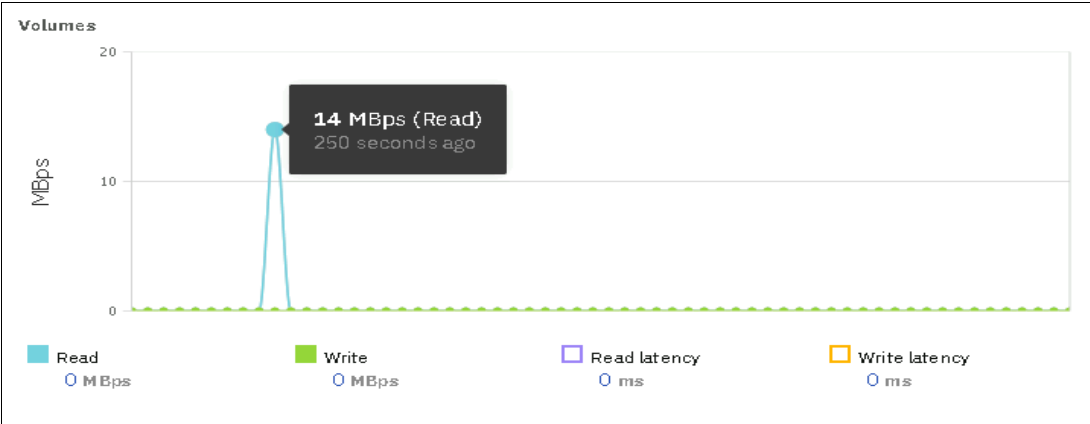 Volumes
20
14 MBps (Read)
250 seconds ago
MBps
10
0
Read
0 MBps
Write
0 MBps
Read latency
0 ms
Write latency
0 ms